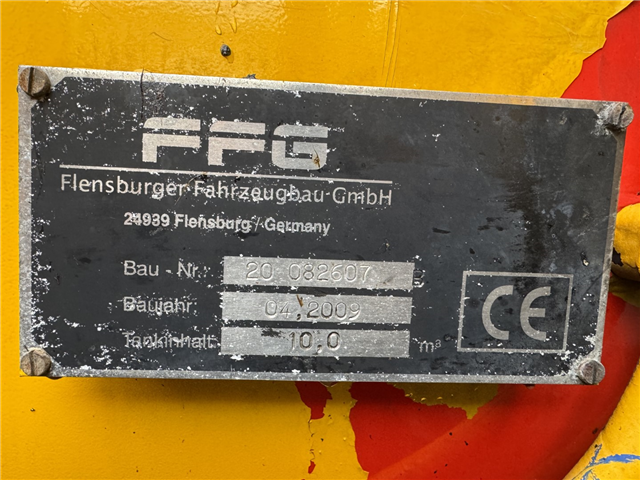 FFG
Flensburger Fahrzeugbau GmbH
24939 Flensburg / Germany
Bau - Nr.: 20 082607
Baujahr 04,2009
Tankinhalt 10,0 m³
CE